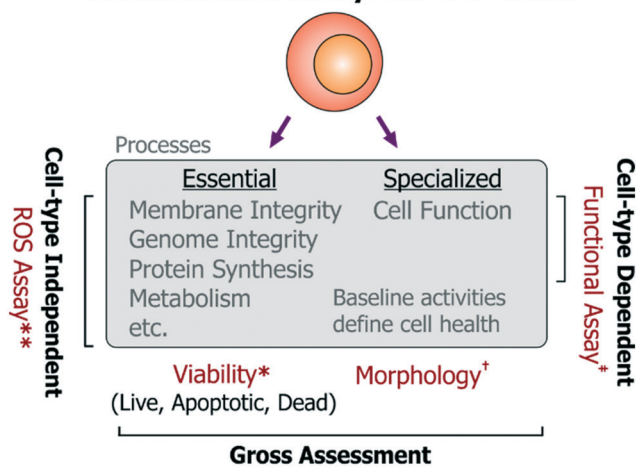 Processes
Essential
Specialized
Membrane Integrity
Cell Function
Genome Integrity
Protein Synthesis
Metabolism
Baseline activities
etc.
define cell health
Cell-type Independent
ROS Assay**
Cell-type Dependent
Functional Assay‡
Viability*
Morphology†
(Live, Apoptotic, Dead)
Gross Assessment